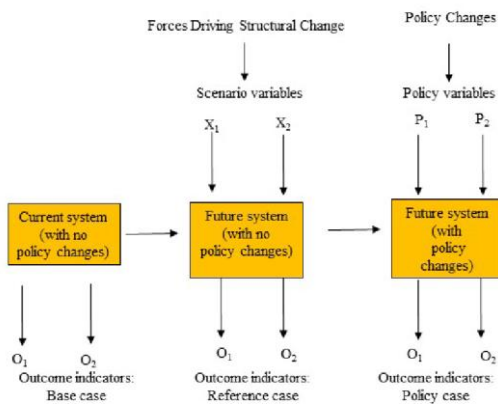 Forces Driving Structural Change
Policy Changes
Scenario variables
Policy variables
X1
X2
P1
P2
Current system
(with no
policy changes)
Future system
(with no
policy changes)
Future system
(with
policy
changes)
O1
O2
O1
O2
O1
O2
Outcome indicators:
Base case
Outcome indicators:
Reference case
Outcome indicators:
Policy case